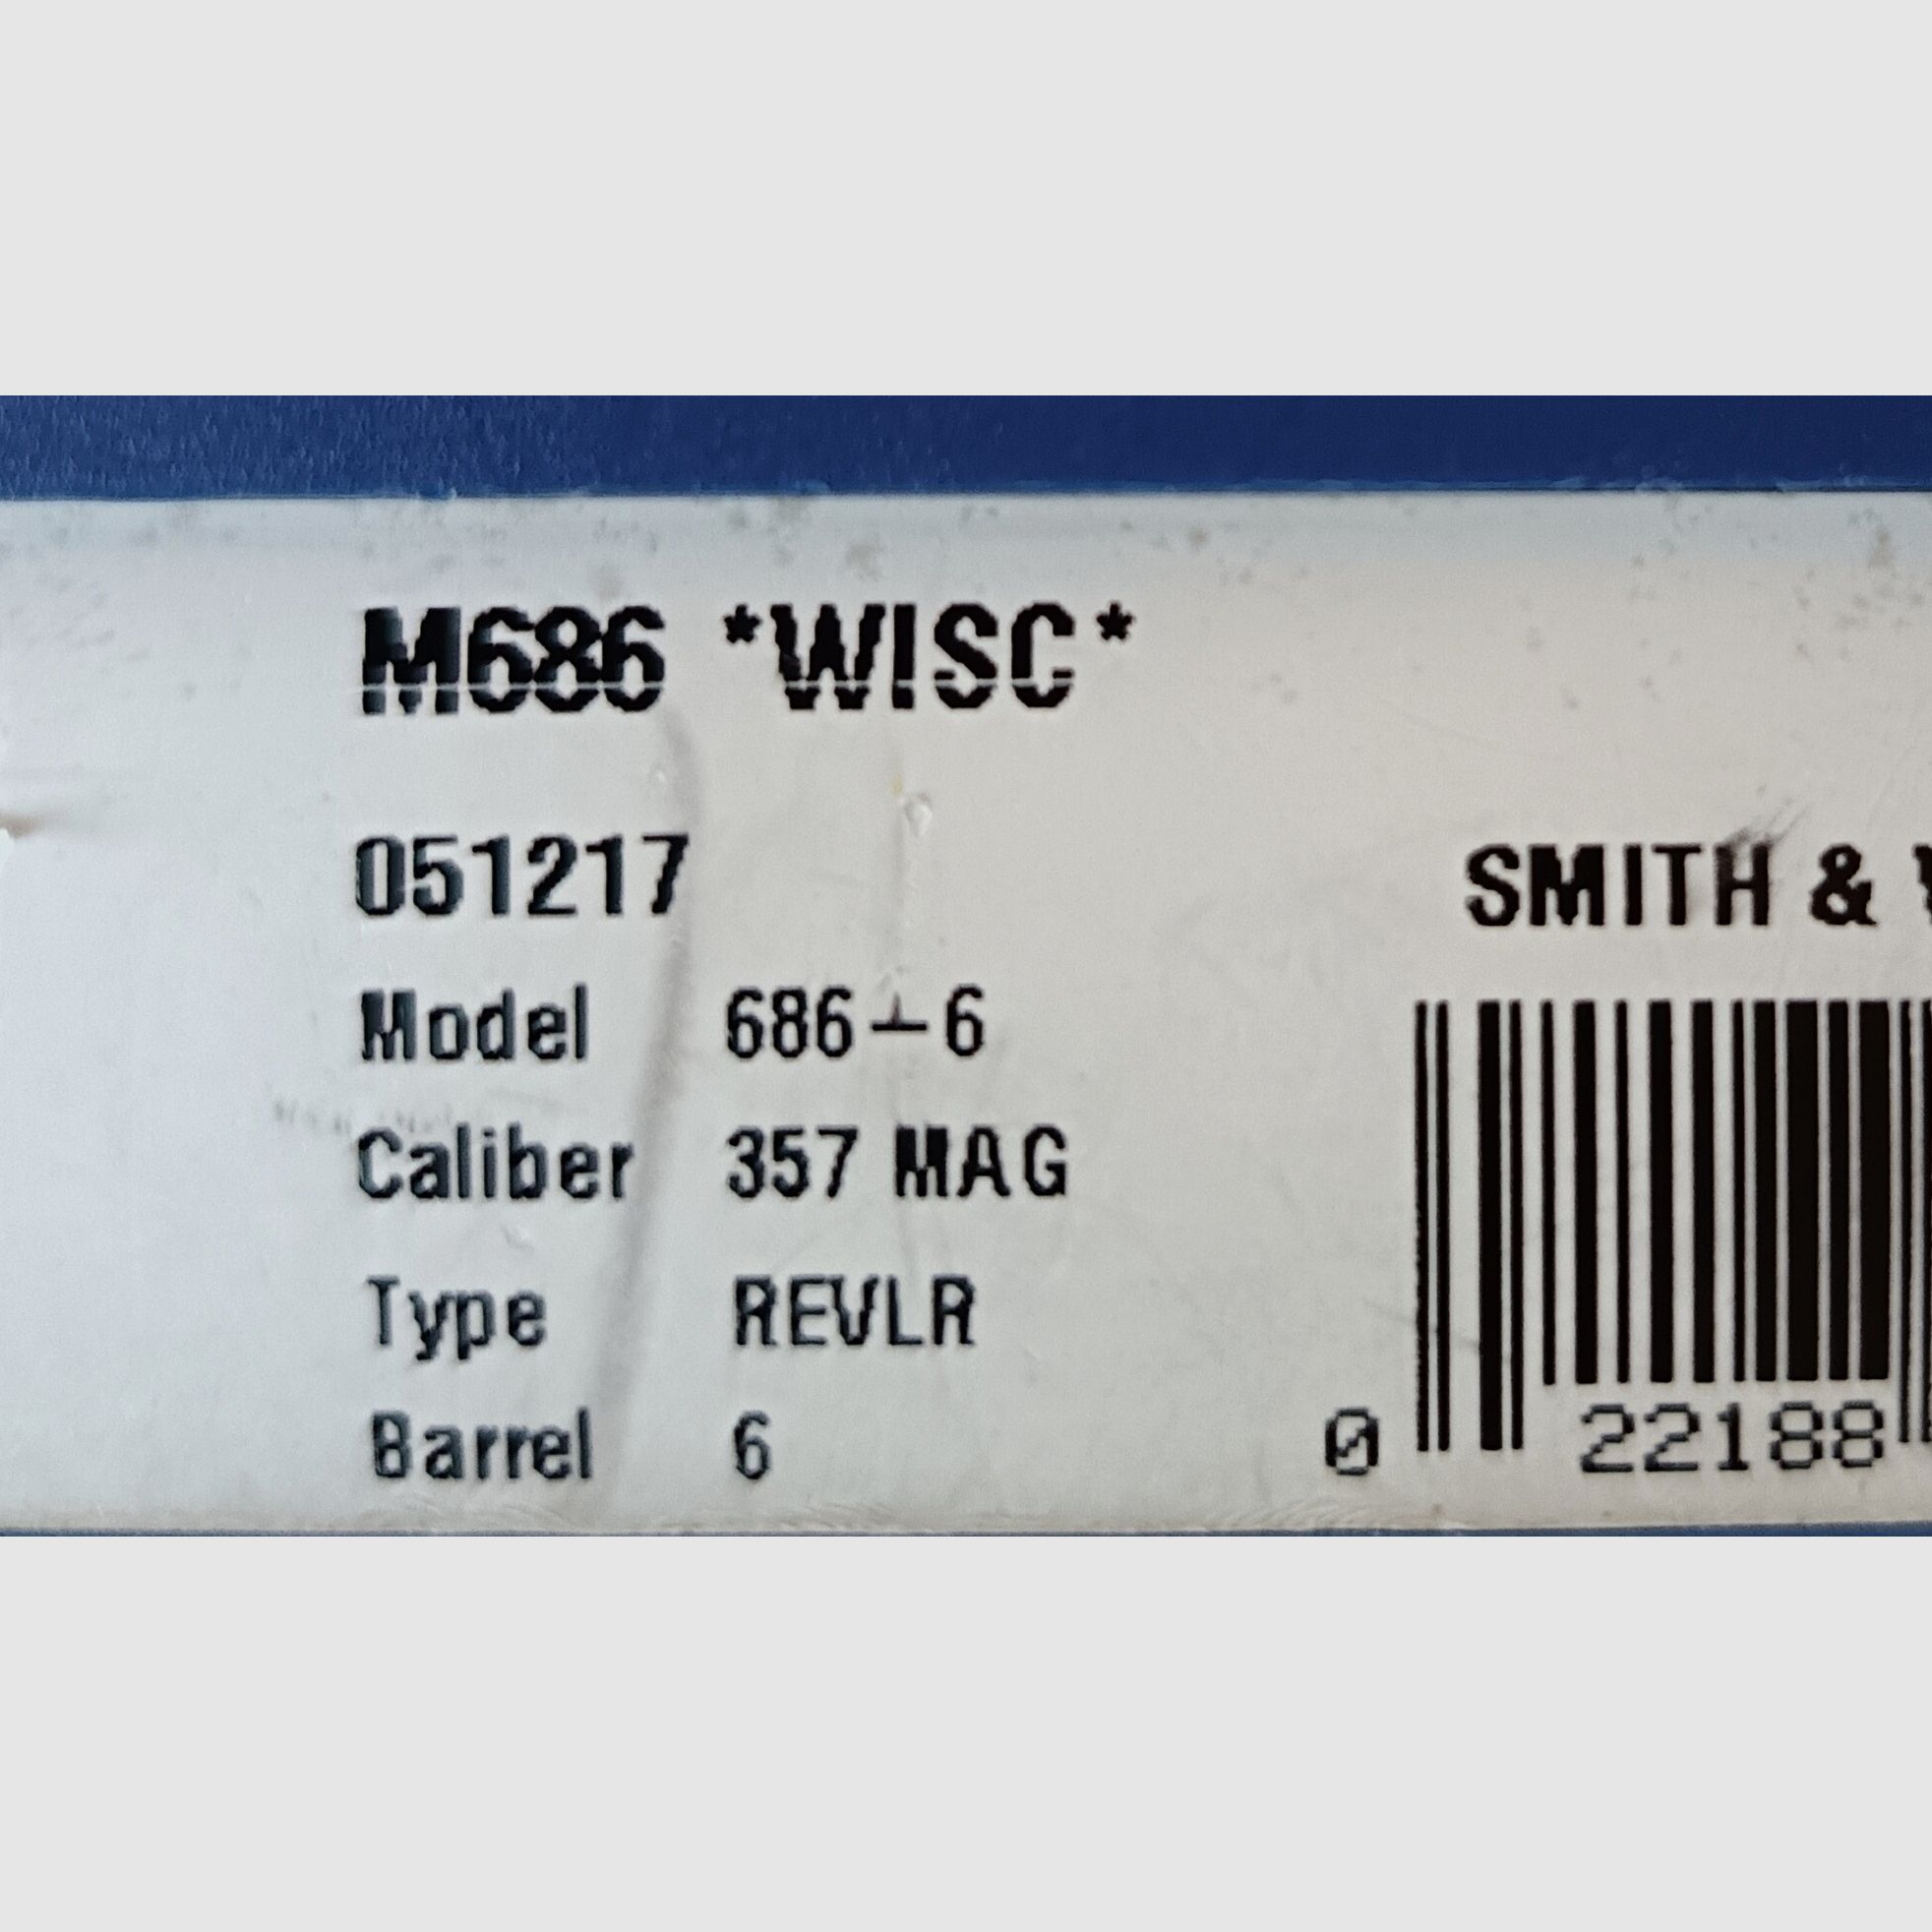 M686 *WISC*
051217
SMITH &
Model 686-6
Caliber 357 MAG
Type REVLR
Barrel 6
0 22188